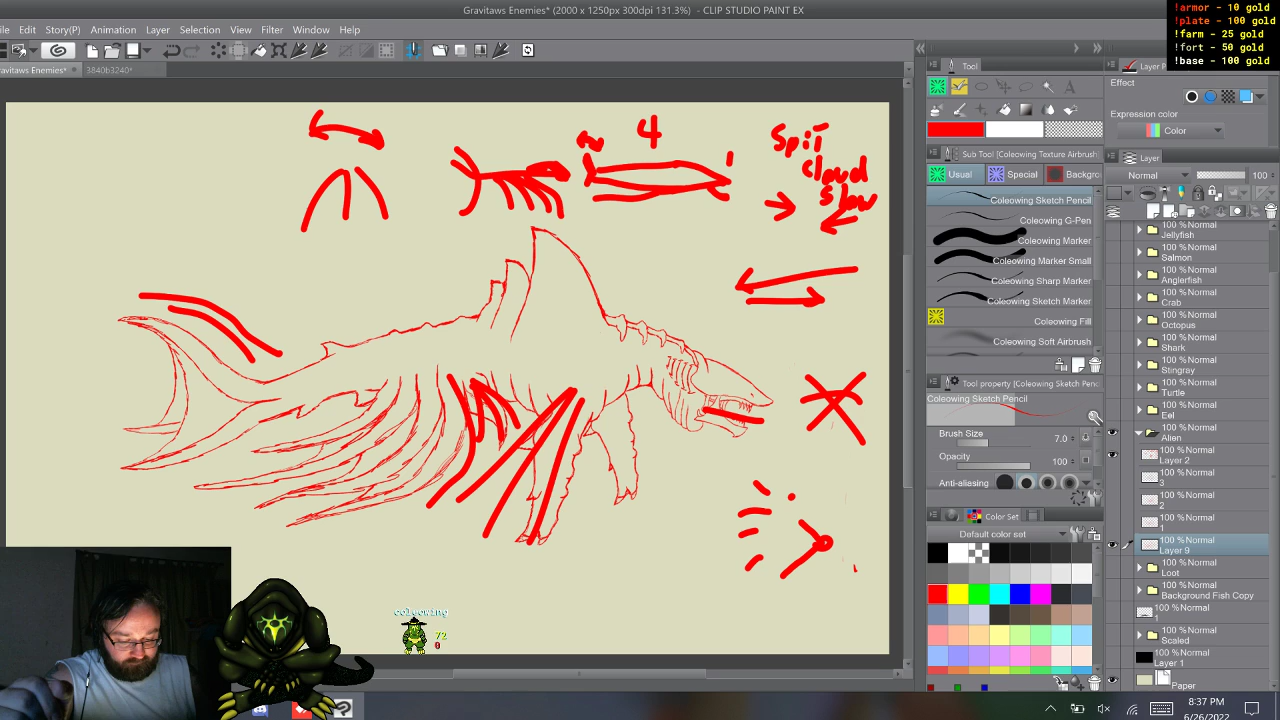 Gravitaws Enemies* (2000 x 1250px 300dpi 131.3%) - CLIP STUDIO PAINT EX
!armor - 10 gold
!plate - 100 gold
!farm - 25 gold
!fort - 50 gold
!base - 100 gold
ile Edit Story(P) Animation Layer Selection View Filter Window Help
ravitaws Enemies* 3840b3240*
Tool
Layer P
Effect
Expression color
Color
Sub Tool [Coleowing Texture Airbrush]
Usual Special Backgro
Coleowing Sketch Pencil
Coleowing G-Pen
Coleowing Marker
Coleowing Marker Small
Coleowing Sharp Marker
Coleowing Sketch Marker
Coleowing Fill
Coleowing Soft Airbrush
Tool property [Coleowing Sketch Penc
Coleowing Sketch Pencil
Brush Size 7.0
Opacity 100
Anti-aliasing
Color Set
Default color set
Layer
Normal 100
100 %Normal
Jellyfish
100 %Normal
Salmon
100 %Normal
Anglerfish
100 %Normal
Crab
100 %Normal
Octopus
100 %Normal
Shark
100 %Normal
Stingray
100 %Normal
Turtle
100 %Normal
Eel
100 %Normal
Alien
100 %Normal
Layer 2
100 %Normal
3
100 %Normal
2
100 %Normal
1
100 %Normal
Layer 9
100 %Normal
Loot
100 %Normal
Background Fish Copy
100 %Normal
1
100 %Normal
Scaled
100 %Normal
Layer 1
Paper
4
Spit
cloud
slow
coleowing
72
0
8:37 PM
6/26/2022